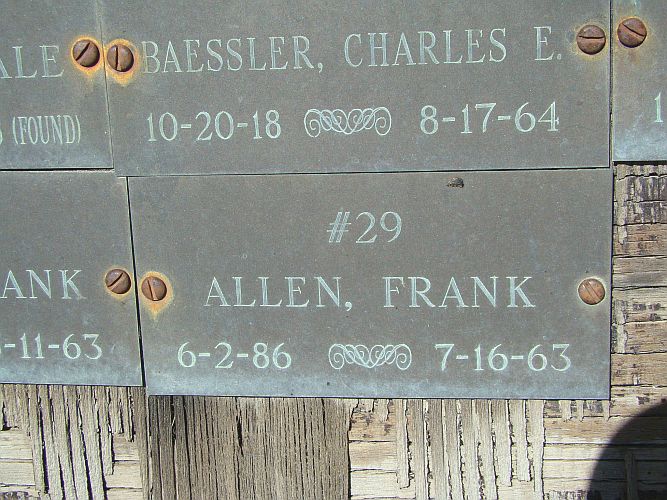 ALE
(FOUND)
BAESSLER, CHARLES E.
10-20-18 8-17-64
1
ANK
-11-63
#29
ALLEN, FRANK
6-2-86 7-16-63